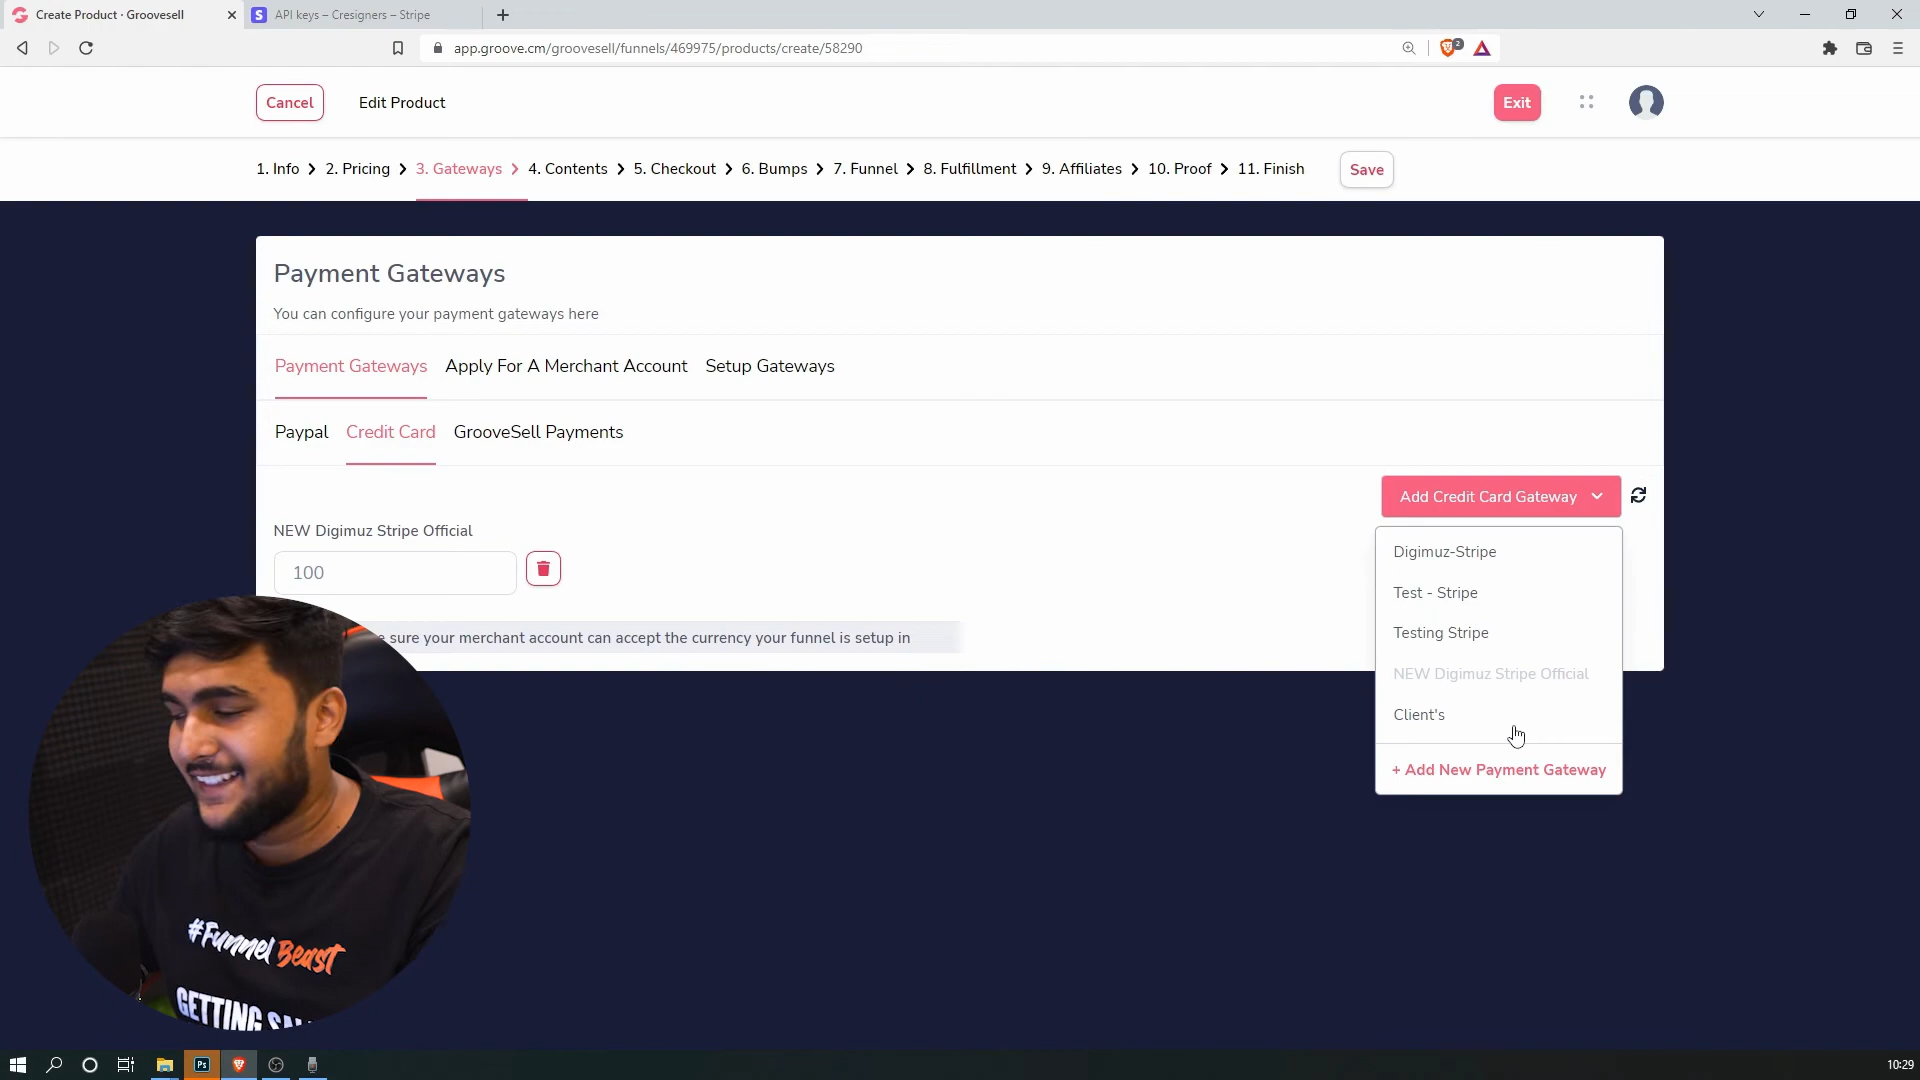 Create Product · Groovesell
API keys – Cresigners – Stripe
app.groove.cm/groovesell/funnels/469975/products/create/58290
2
Cancel
Edit Product
Exit
1. Info
2. Pricing
3. Gateways
4. Contents
5. Checkout
6. Bumps
7. Funnel
8. Fulfillment
9. Affiliates
10. Proof
11. Finish
Save
Payment Gateways
You can configure your payment gateways here
Payment Gateways
Apply For A Merchant Account
Setup Gateways
Paypal
Credit Card
GrooveSell Payments
Add Credit Card Gateway
NEW Digimuz Stripe Official
100
Digimuz-Stripe
Test - Stripe
Testing Stripe
NEW Digimuz Stripe Official
Client's
+ Add New Payment Gateway
sure your merchant account can accept the currency your funnel is setup in
#Funnel Beast
GETTING
Ps
10:29